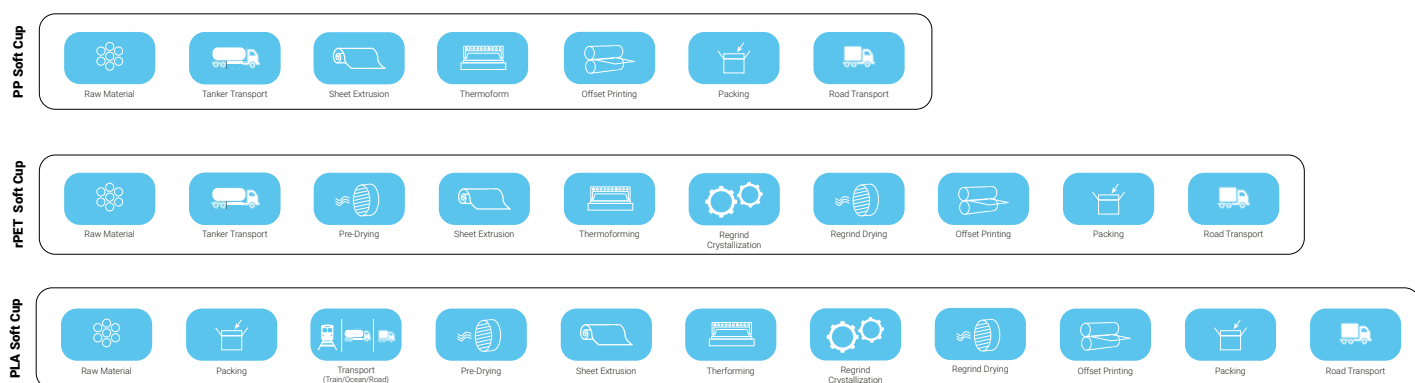 PP Soft Cup
Raw Material
Tanker Transport
Sheet Extrusion
Thermoform
Offset Printing
Packing
Road Transport
rPET Soft Cup
Raw Material
Tanker Transport
Pre-Drying
Sheet Extrusion
Thermoforming
Regrind
Crystallization
Regrind Drying
Offset Printing
Packing
Road Transport
PLA Soft Cup
Raw Material
Packing
Transport
(Train/Ocean/Road)
Pre-Drying
Sheet Extrusion
Therforming
Regrind
Crystallization
Regrind Drying
Offset Printing
Packing
Road Transport